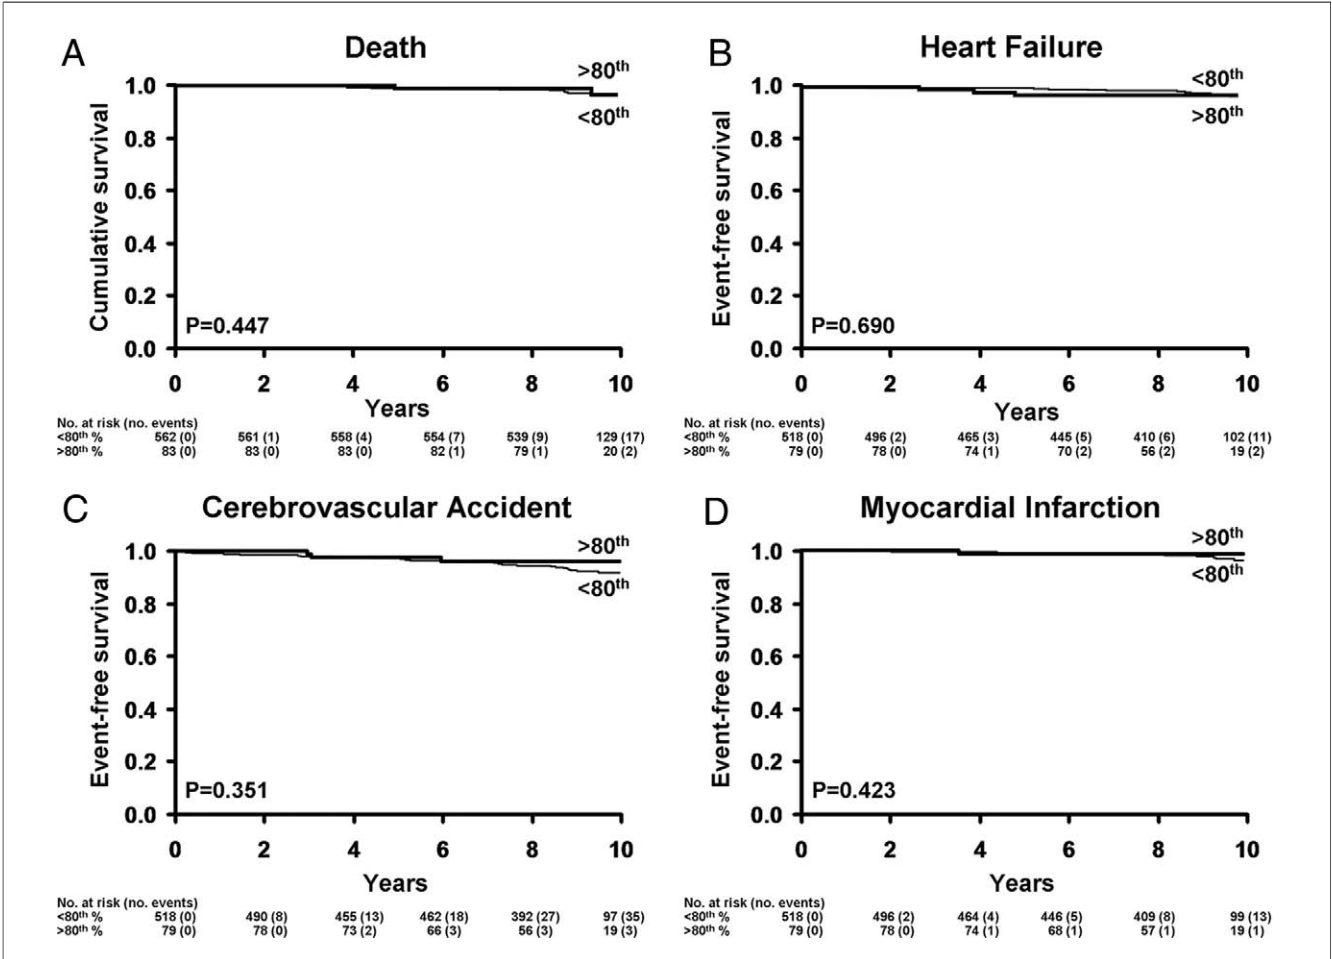 A
Death
1.0
0.8
0.6
0.4
0.2
0.0
Cumulative survival
>80th
<80th
P=0.447
0 2 4 6 8 10
Years
No. at risk (no. events)
<80th % 562 (0) 561 (1) 558 (4) 554 (7) 539 (9) 129 (17)
>80th % 83 (0) 83 (0) 83 (0) 82 (1) 79 (1) 20 (2)
B
Heart Failure
1.0
0.8
0.6
0.4
0.2
0.0
Event-free survival
<80th
>80th
P=0.690
0 2 4 6 8 10
Years
No. at risk (no. events)
<80th % 518 (0) 496 (2) 465 (3) 445 (5) 410 (6) 102 (11)
>80th % 79 (0) 78 (0) 74 (1) 70 (2) 56 (2) 19 (2)
C
Cerebrovascular Accident
1.0
0.8
0.6
0.4
0.2
0.0
Event-free survival
>80th
<80th
P=0.351
0 2 4 6 8 10
Years
No. at risk (no. events)
<80th % 518 (0) 490 (8) 455 (13) 462 (18) 392 (27) 97 (35)
>80th % 79 (0) 78 (0) 73 (2) 66 (3) 56 (3) 19 (3)
D
Myocardial Infarction
1.0
0.8
0.6
0.4
0.2
0.0
Event-free survival
>80th
<80th
P=0.423
0 2 4 6 8 10
Years
No. at risk (no. events)
<80th % 518 (0) 496 (2) 464 (4) 446 (5) 409 (8) 99 (13)
>80th % 79 (0) 78 (0) 74 (1) 68 (1) 57 (1) 19 (1)